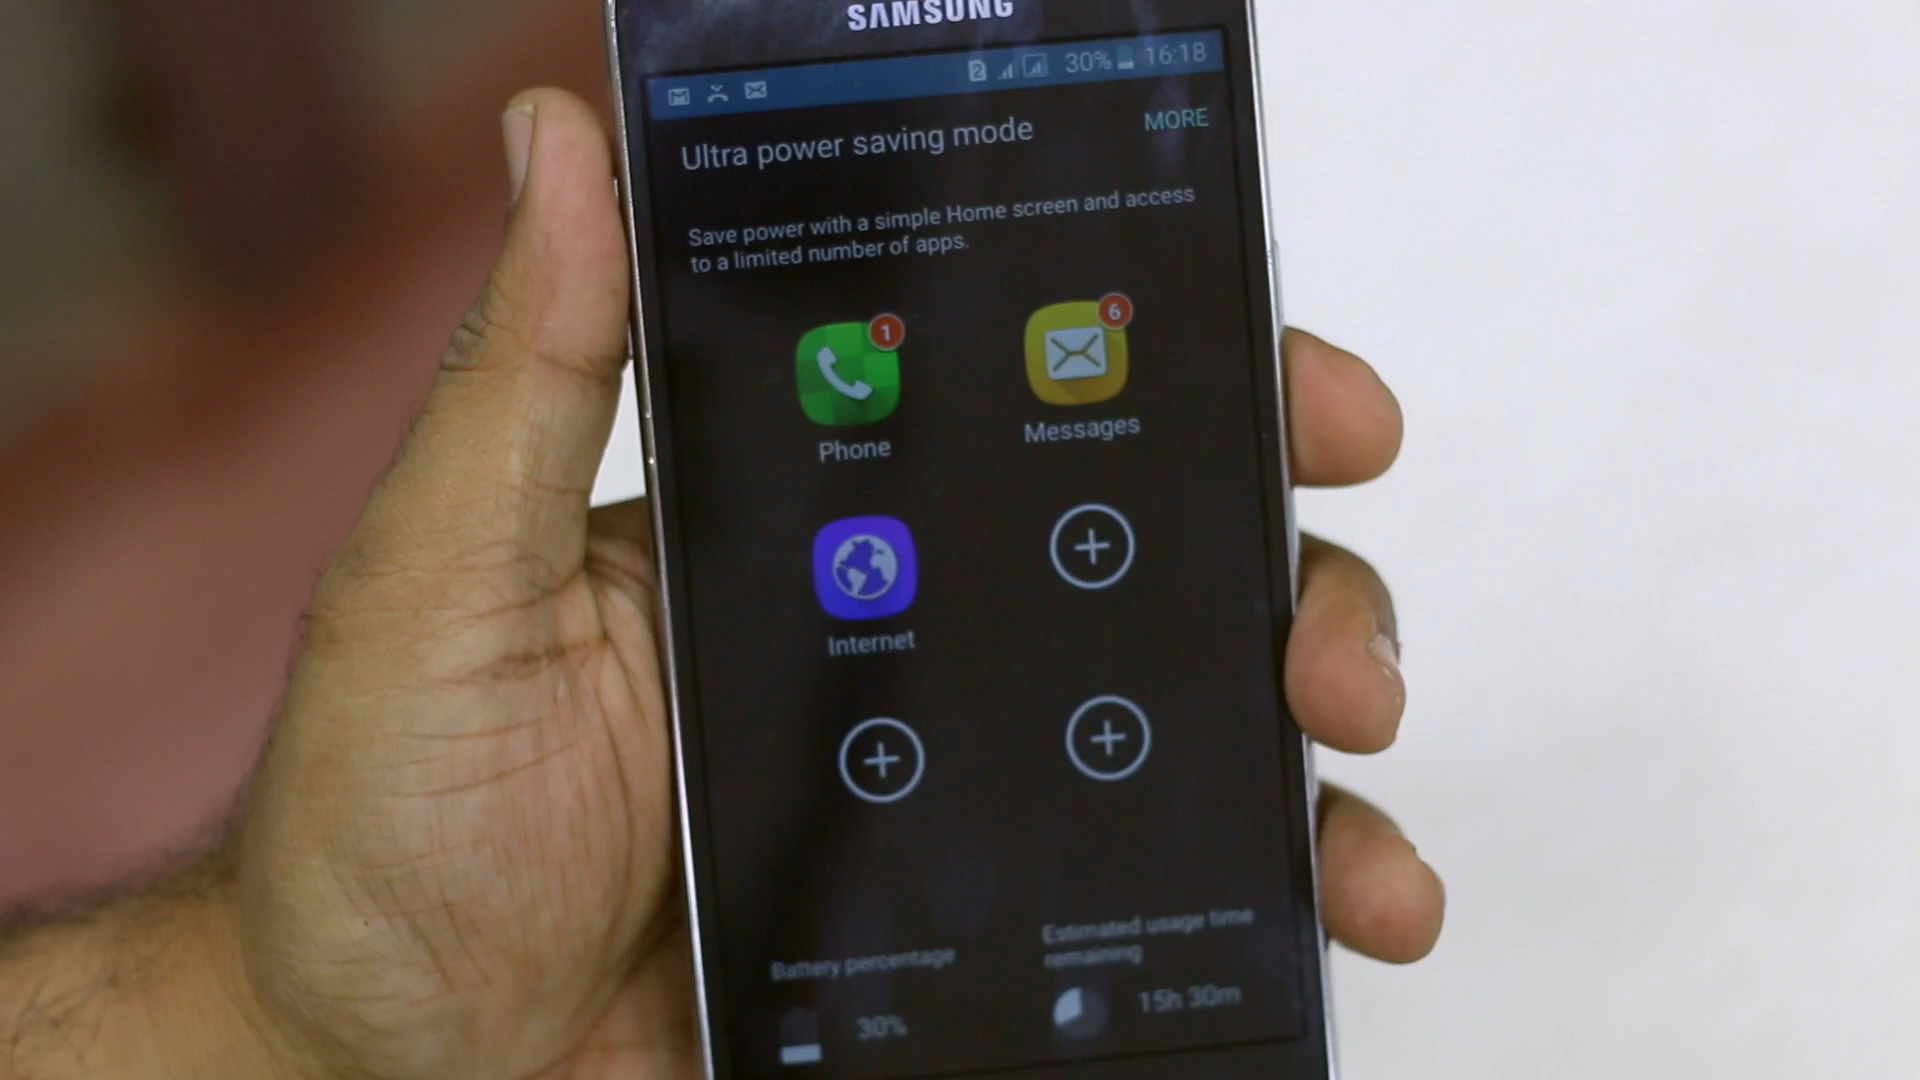 SAMSUNG
2 30% 16:18
Ultra power saving mode
MORE
Save power with a simple Home screen and access
to a limited number of apps.
1
6
Phone
Messages
Internet
Battery percentage
30%
Estimated usage time
remaining
15h 30m